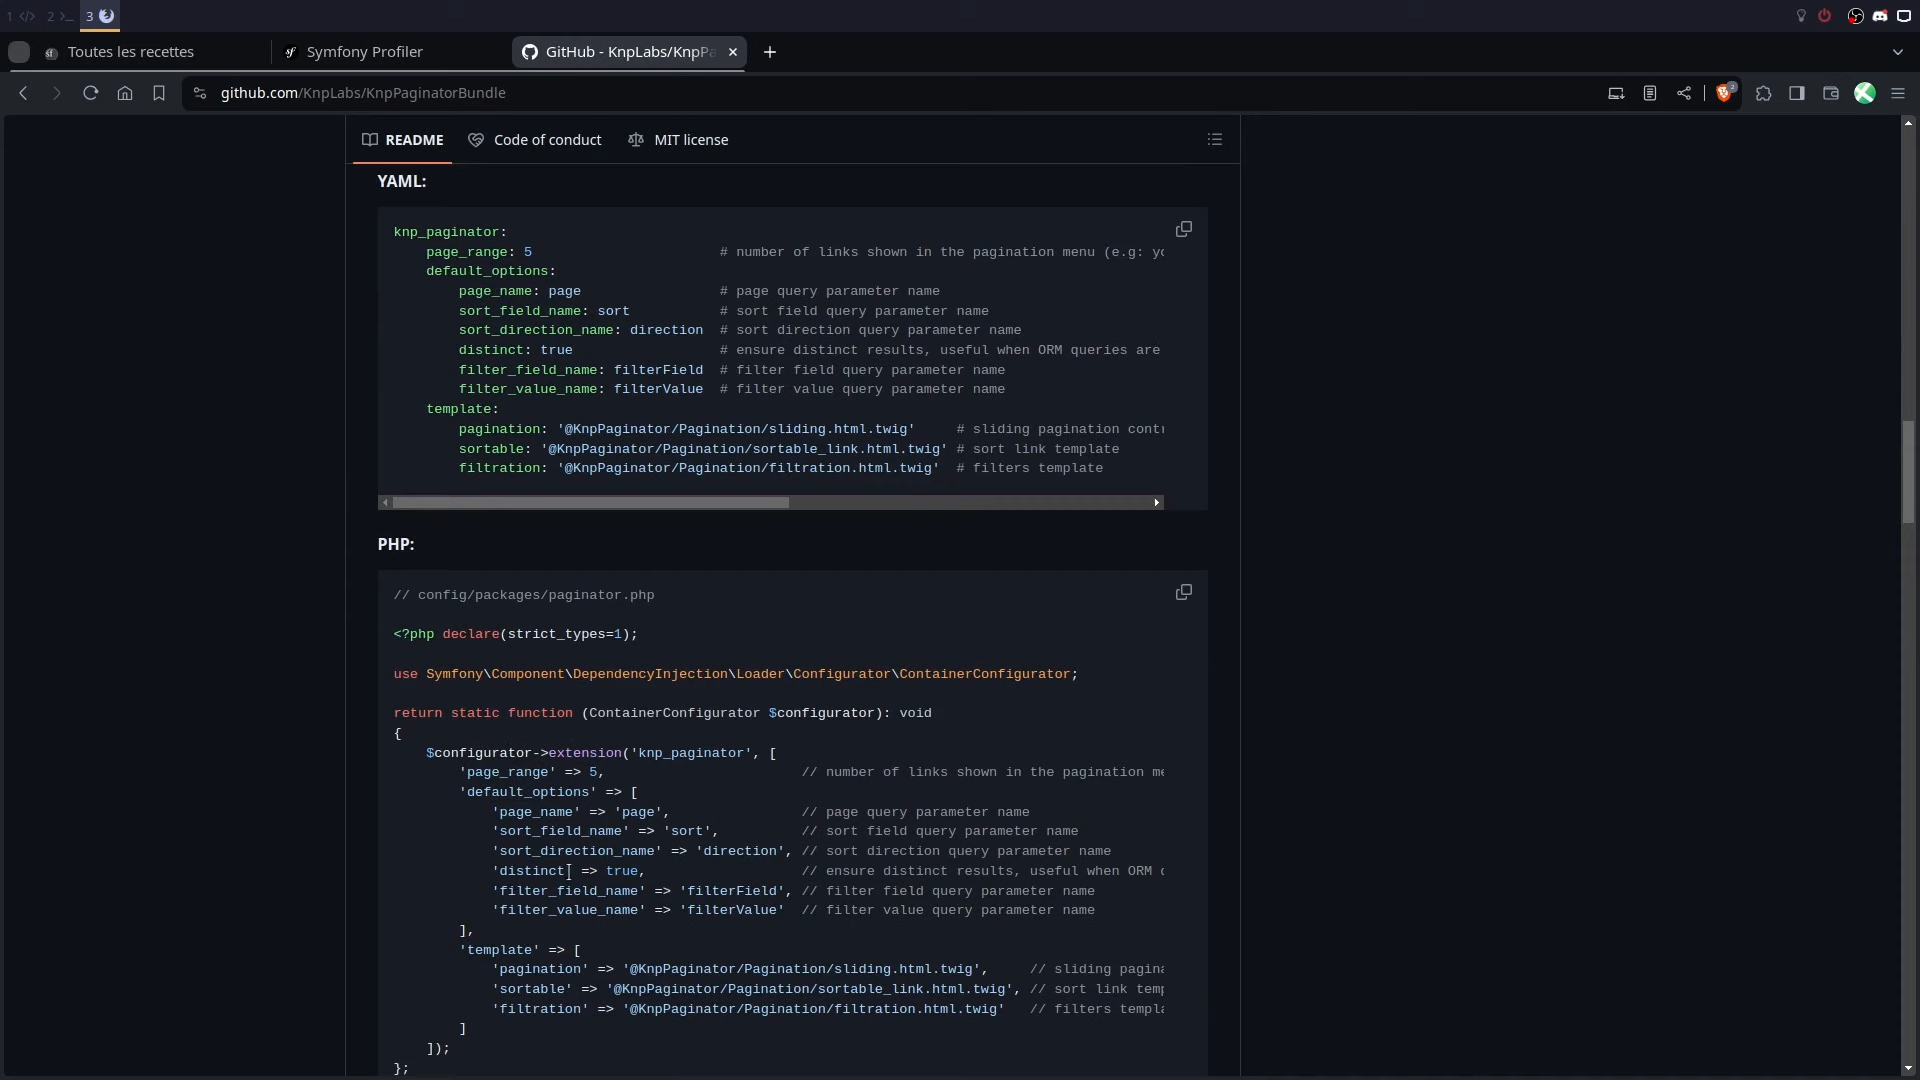 1 </> 2 >_ 3
Toutes les recettes Symfony Profiler GitHub - KnpLabs/KnpPa
github.com/KnpLabs/KnpPaginatorBundle 2
README Code of conduct MIT license
YAML:
knp_paginator:
    page_range: 5                       # number of links shown in the pagination menu (e.g: yo
    default_options:
        page_name: page                 # page query parameter name
        sort_field_name: sort           # sort field query parameter name
        sort_direction_name: direction  # sort direction query parameter name
        distinct: true                  # ensure distinct results, useful when ORM queries are
        filter_field_name: filterField  # filter field query parameter name
        filter_value_name: filterValue  # filter value query parameter name
    template:
        pagination: '@KnpPaginator/Pagination/sliding.html.twig'     # sliding pagination contr
        sortable: '@KnpPaginator/Pagination/sortable_link.html.twig' # sort link template
        filtration: '@KnpPaginator/Pagination/filtration.html.twig'  # filters template
PHP:
// config/packages/paginator.php
<?php declare(strict_types=1);
use Symfony\Component\DependencyInjection\Loader\Configurator\ContainerConfigurator;
return static function (ContainerConfigurator $configurator): void
{
    $configurator->extension('knp_paginator', [
        'page_range' => 5,                        // number of links shown in the pagination me
        'default_options' => [
            'page_name' => 'page',                // page query parameter name
            'sort_field_name' => 'sort',          // sort field query parameter name
            'sort_direction_name' => 'direction', // sort direction query parameter name
            'distinct' => true,                   // ensure distinct results, useful when ORM q
            'filter_field_name' => 'filterField', // filter field query parameter name
            'filter_value_name' => 'filterValue'  // filter value query parameter name
        ],
        'template' => [
            'pagination' => '@KnpPaginator/Pagination/sliding.html.twig',     // sliding pagina
            'sortable' => '@KnpPaginator/Pagination/sortable_link.html.twig', // sort link temp
            'filtration' => '@KnpPaginator/Pagination/filtration.html.twig'   // filters templa
        ]
    ]);
};